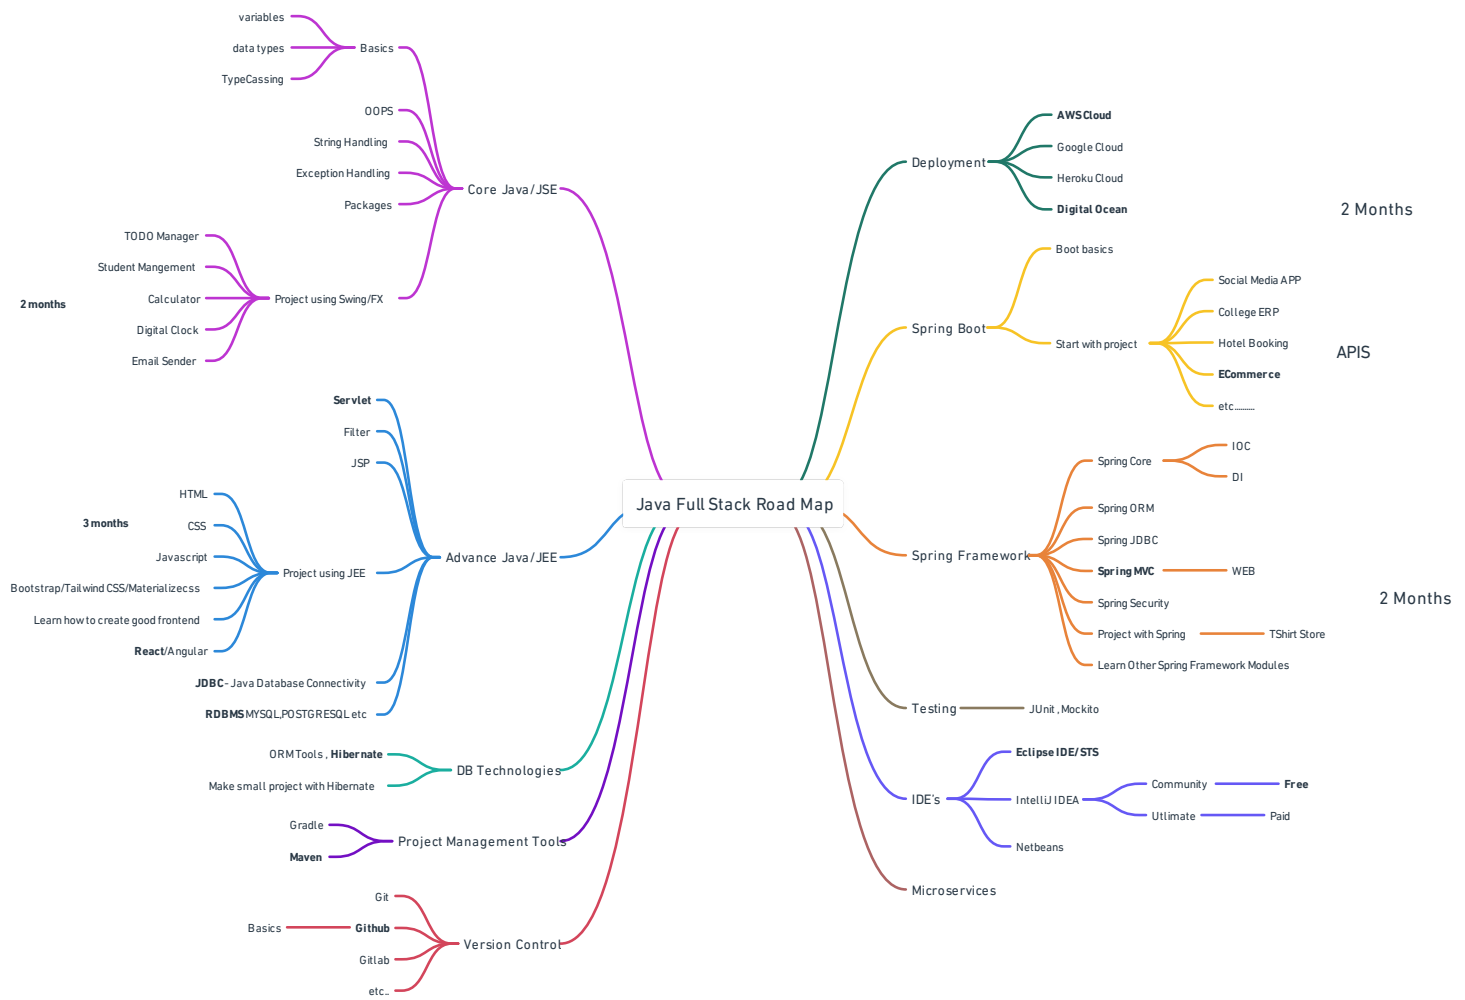 Java Full Stack Road Map
Core Java/JSE
Basics
variables
data types
TypeCassing
OOPS
String Handling
Exception Handling
Packages
Project using Swing/FX
TODO Manager
Student Mangement
Calculator
Digital Clock
Email Sender
2 months
Advance Java/JEE
Servlet
Filter
JSP
Project using JEE
HTML
CSS
Javascript
Bootstrap/Tailwind CSS/Materializecss
Learn how to create good frontend
React/Angular
3 months
JDBC - Java Database Connectivity
RDBMS MYSQL,POSTGRESQL etc
DB Technologies
ORM Tools , Hibernate
Make small project with Hibernate
Project Management Tools
Gradle
Maven
Version Control
Git
Github
Basics
Gitlab
etc..
Deployment
AWS Cloud
Google Cloud
Heroku Cloud
Digital Ocean
2 Months
Spring Boot
Boot basics
Start with project
Social Media APP
College ERP
Hotel Booking
ECommerce
etc..........
APIS
Spring Framework
Spring Core
IOC
DI
Spring ORM
Spring JDBC
Spring MVC
WEB
Spring Security
Project with Spring
TShirt Store
Learn Other Spring Framework Modules
2 Months
Testing
JUnit , Mockito
IDE's
Eclipse IDE/STS
IntelliJ IDEA
Community
Free
Utlimate
Paid
Netbeans
Microservices